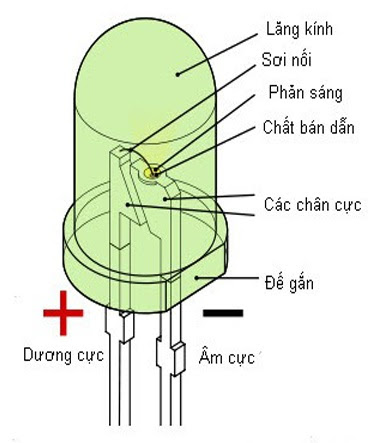 Lăng kính
Sơi nối
Phản sáng
Chất bán dẫn
Các chân cực
Đế gắn
+ −
Dương cực
Âm cực